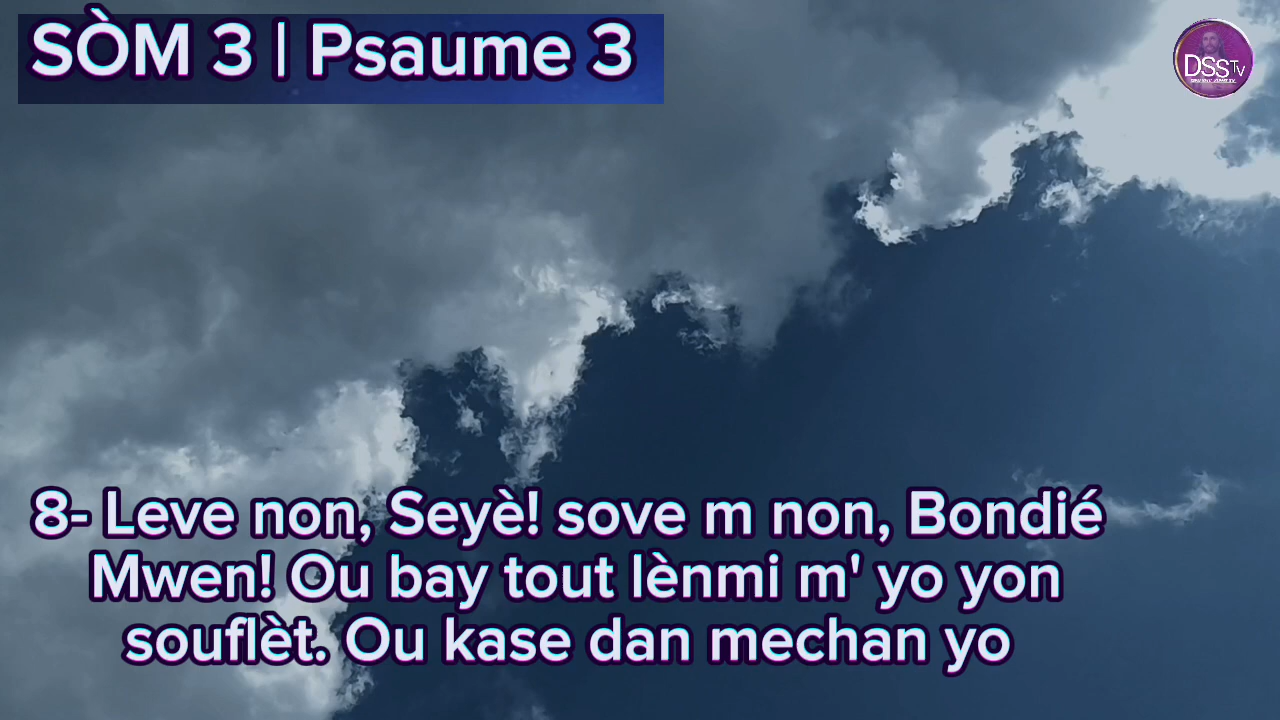 SÒM 3 | Psaume 3
DSSTv
8- Leve non, Seyè! sove m non, Bondié
Mwen! Ou bay tout lènmi m' yo yon
souflèt. Ou kase dan mechan yo